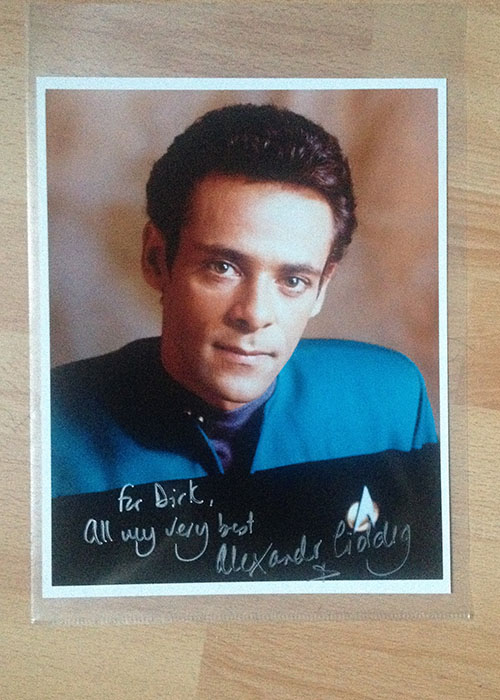 for Dirk,
All my very best
Alexander Siddig